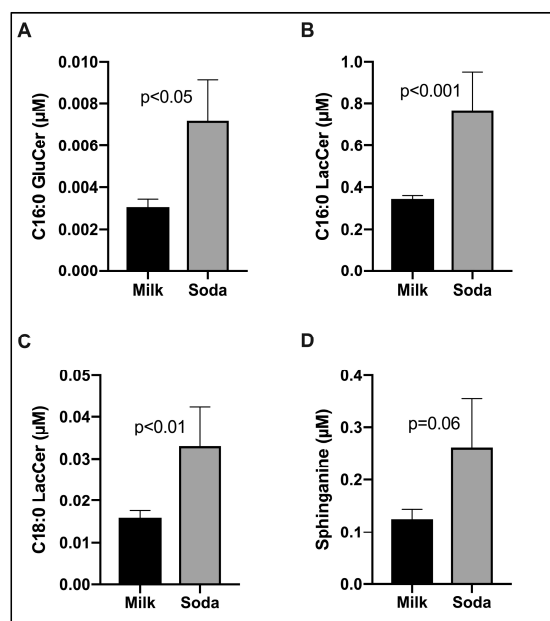 A
C16:0 GluCer (µM)
0.010
0.008
0.006
0.004
0.002
0.000
p<0.05
Milk Soda
B
C16:0 LacCer (µM)
1.0
0.8
0.6
0.4
0.2
0.0
p<0.001
Milk Soda
C
C18:0 LacCer (µM)
0.05
0.04
0.03
0.02
0.01
0.00
p<0.01
Milk Soda
D
Sphinganine (µM)
0.4
0.3
0.2
0.1
0.0
p=0.06
Milk Soda